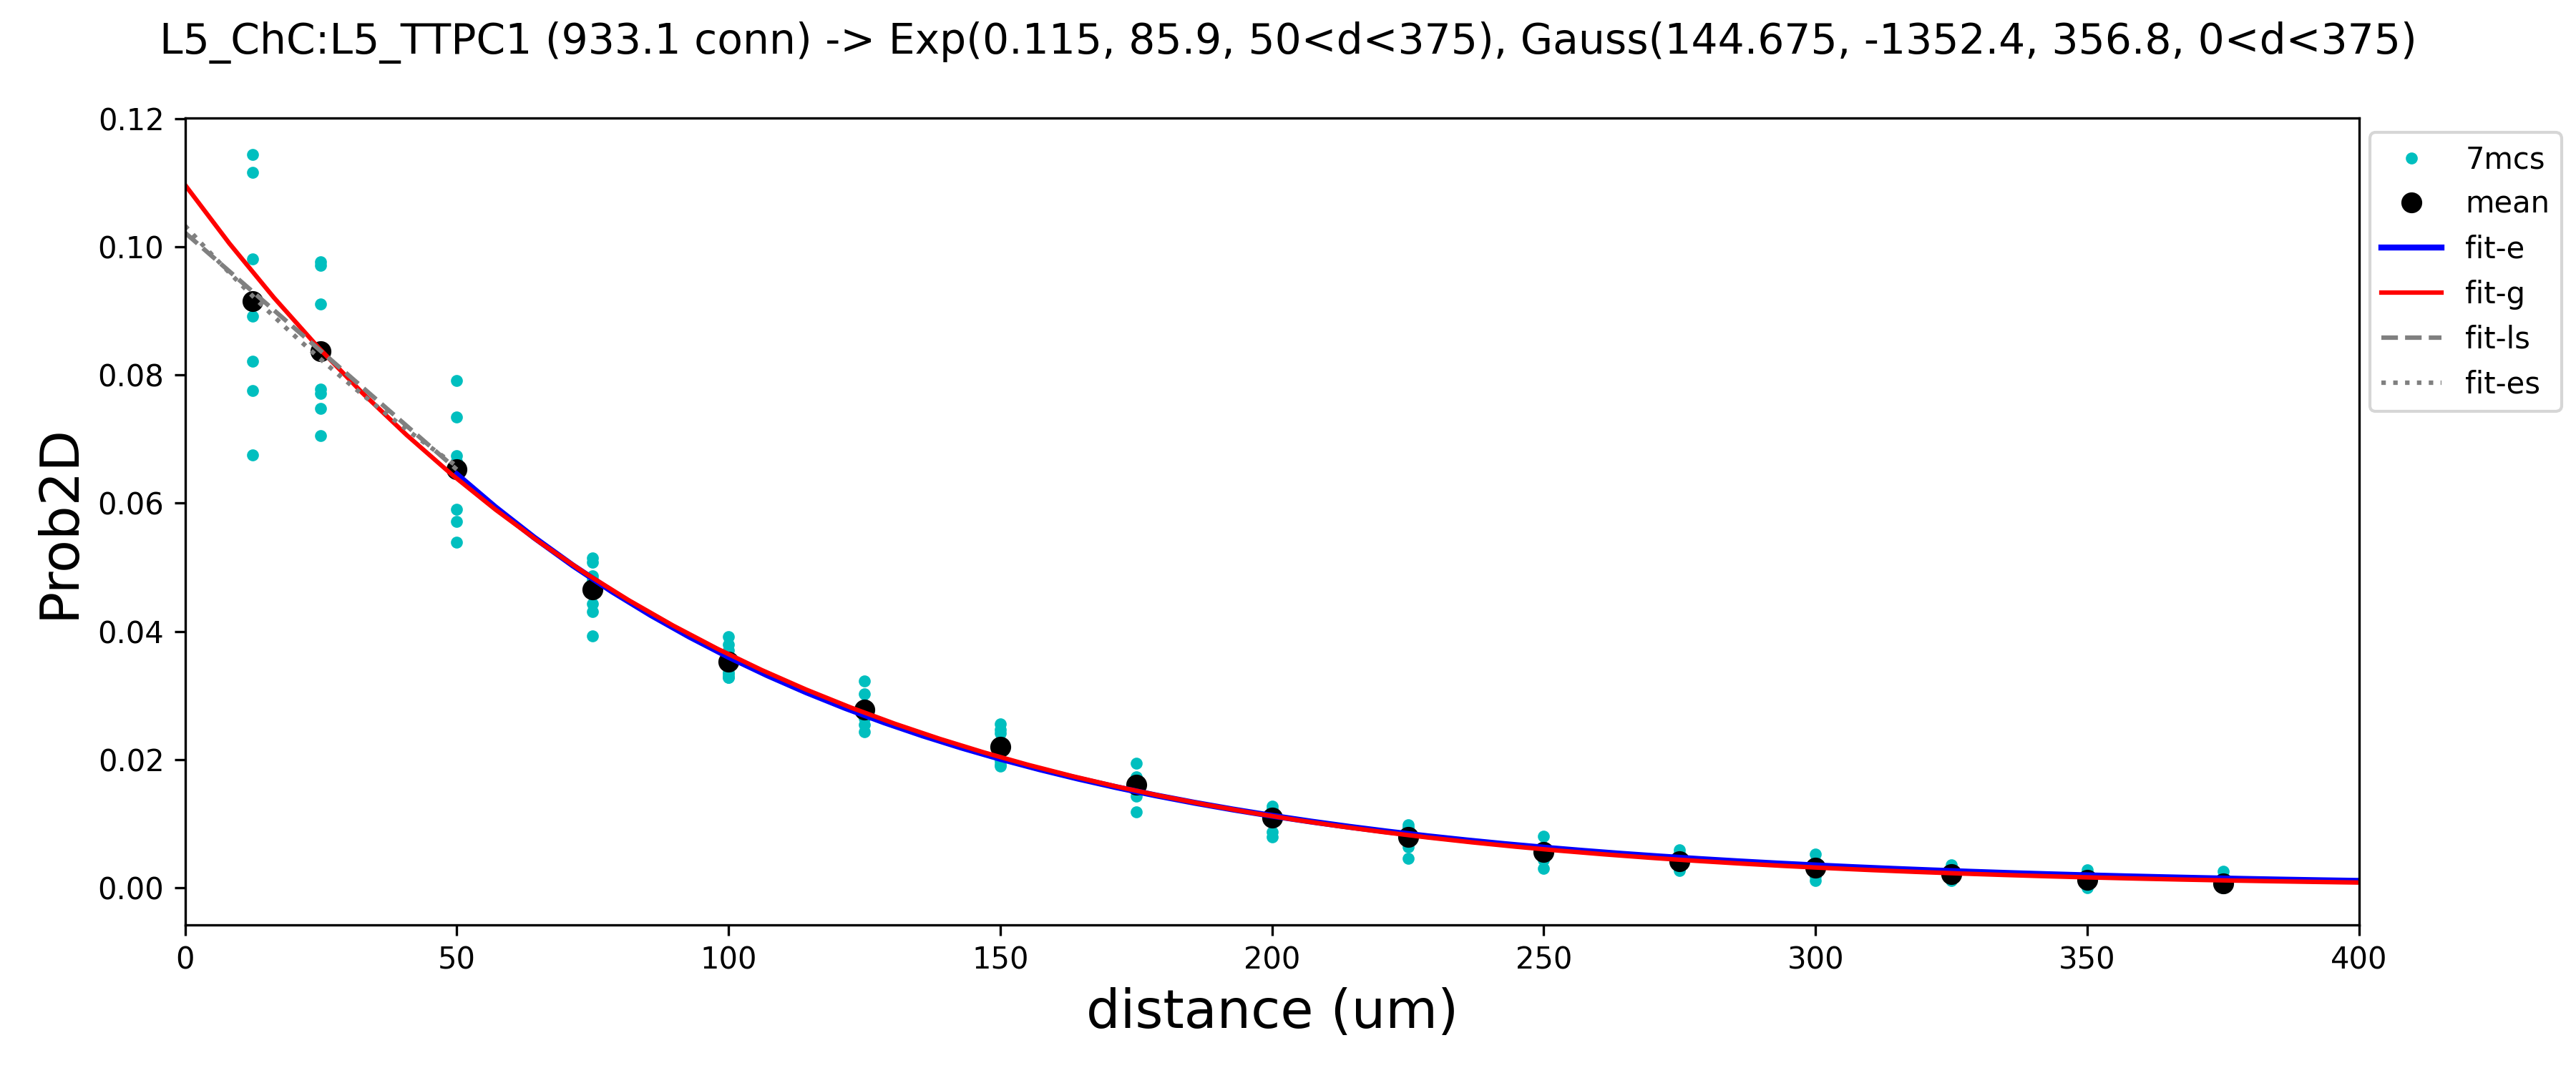 L5_ChC:L5_TTPC1 (933.1 conn) -> Exp(0.115, 85.9, 50<d<375), Gauss(144.675, -1352.4, 356.8, 0<d<375)
0.12
0.10
0.08
0.06
0.04
0.02
0.00
Prob2D
0 50 100 150 200 250 300 350 400
distance (um)
7mcs
mean
fit-e
fit-g
fit-ls
fit-es